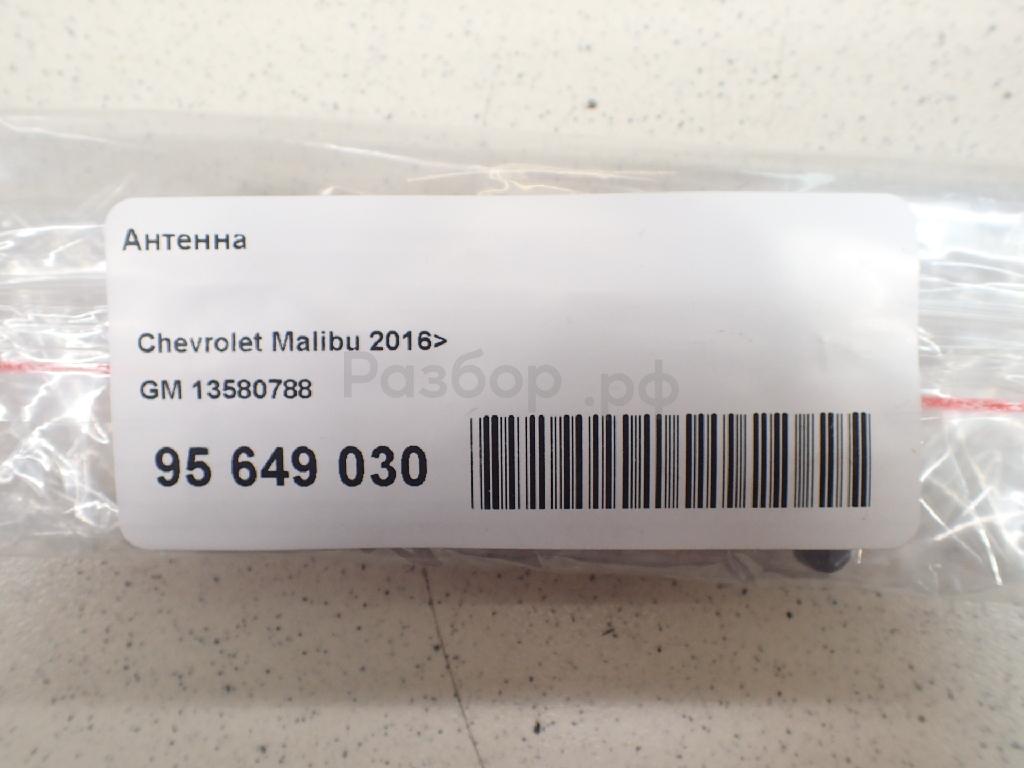 Антенна
Chevrolet Malibu 2016>
Разбор.рф
GM 13580788
95 649 030